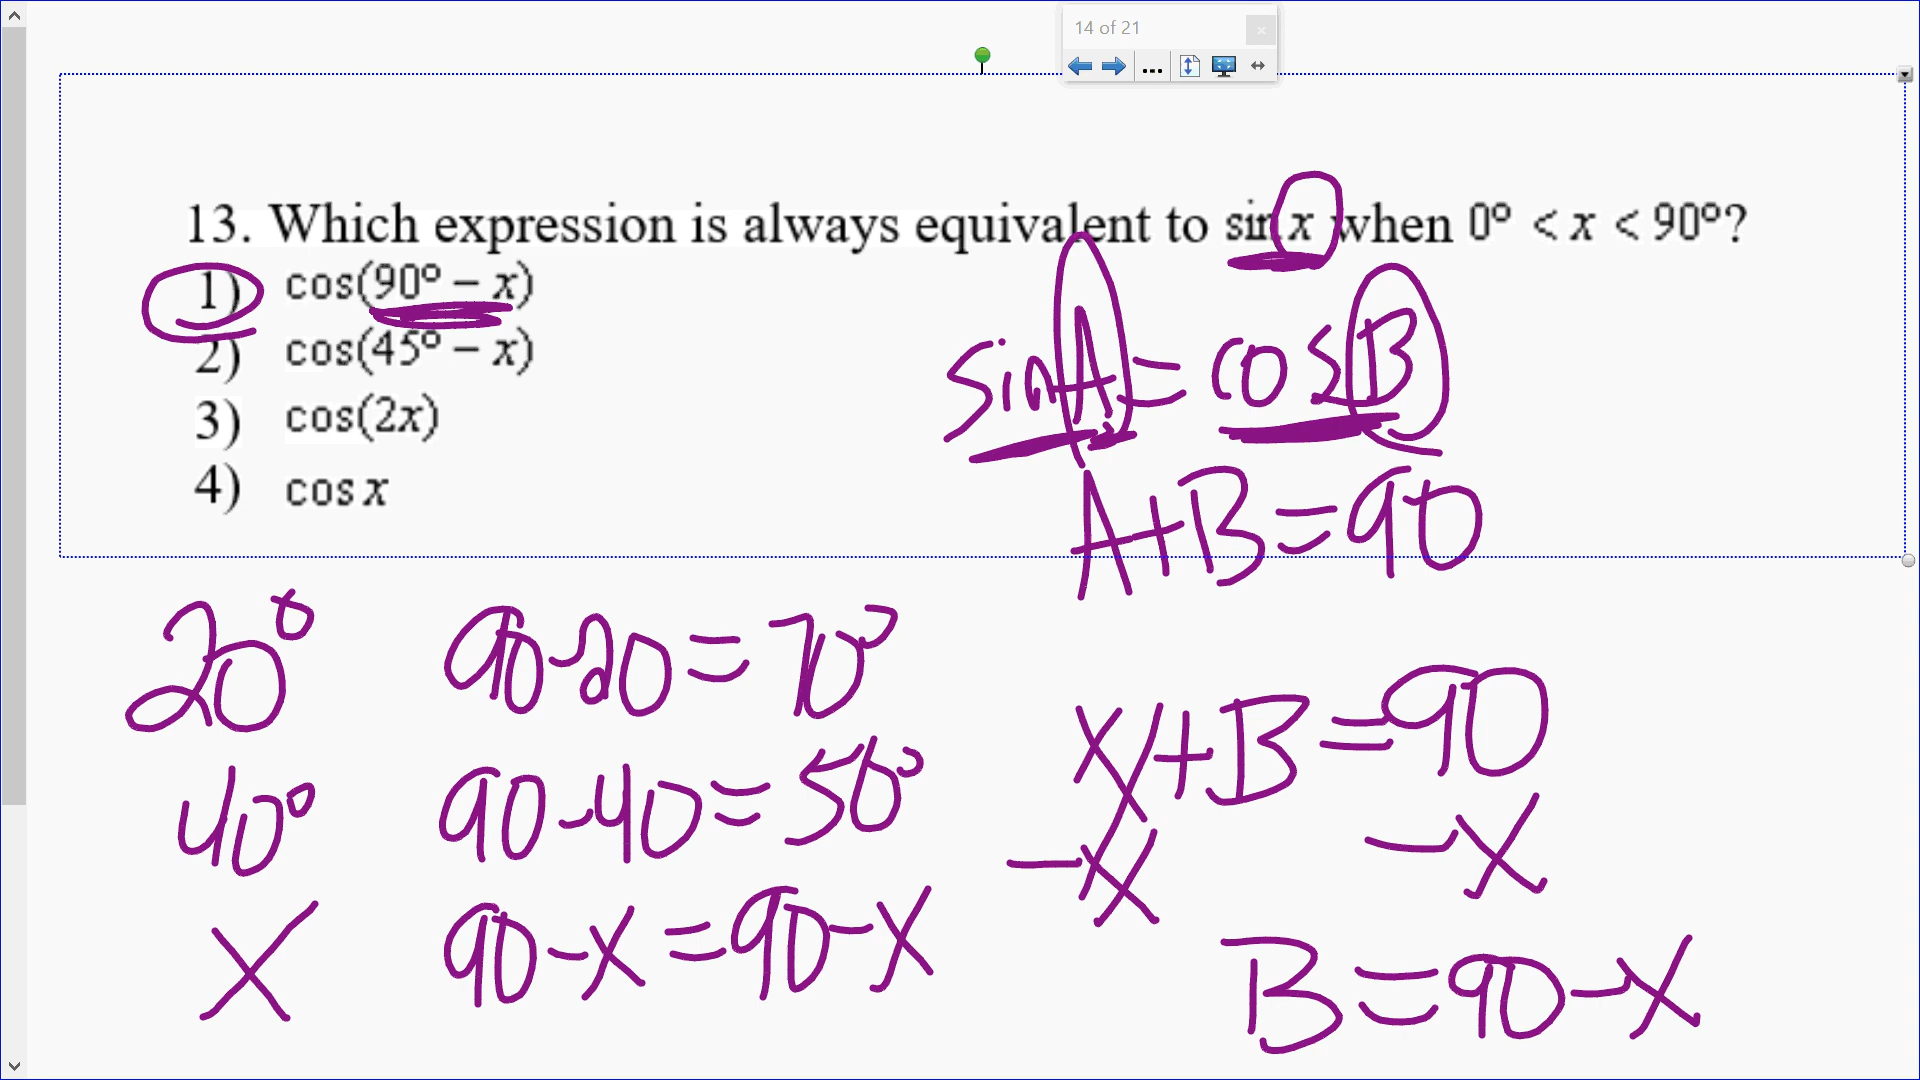 14 of 21
13. Which expression is always equivalent to sin x when 0° < x < 90°?
1) cos(90° − x)
2) cos(45° − x)
3) cos(2x)
4) cos x
sin A = cos B
A + B = 90
20° 90 - 20 = 70°
40° 90 - 40 = 50°
x 90 - x = 90 - x
x + B = 90
-x -x
B = 90 - x